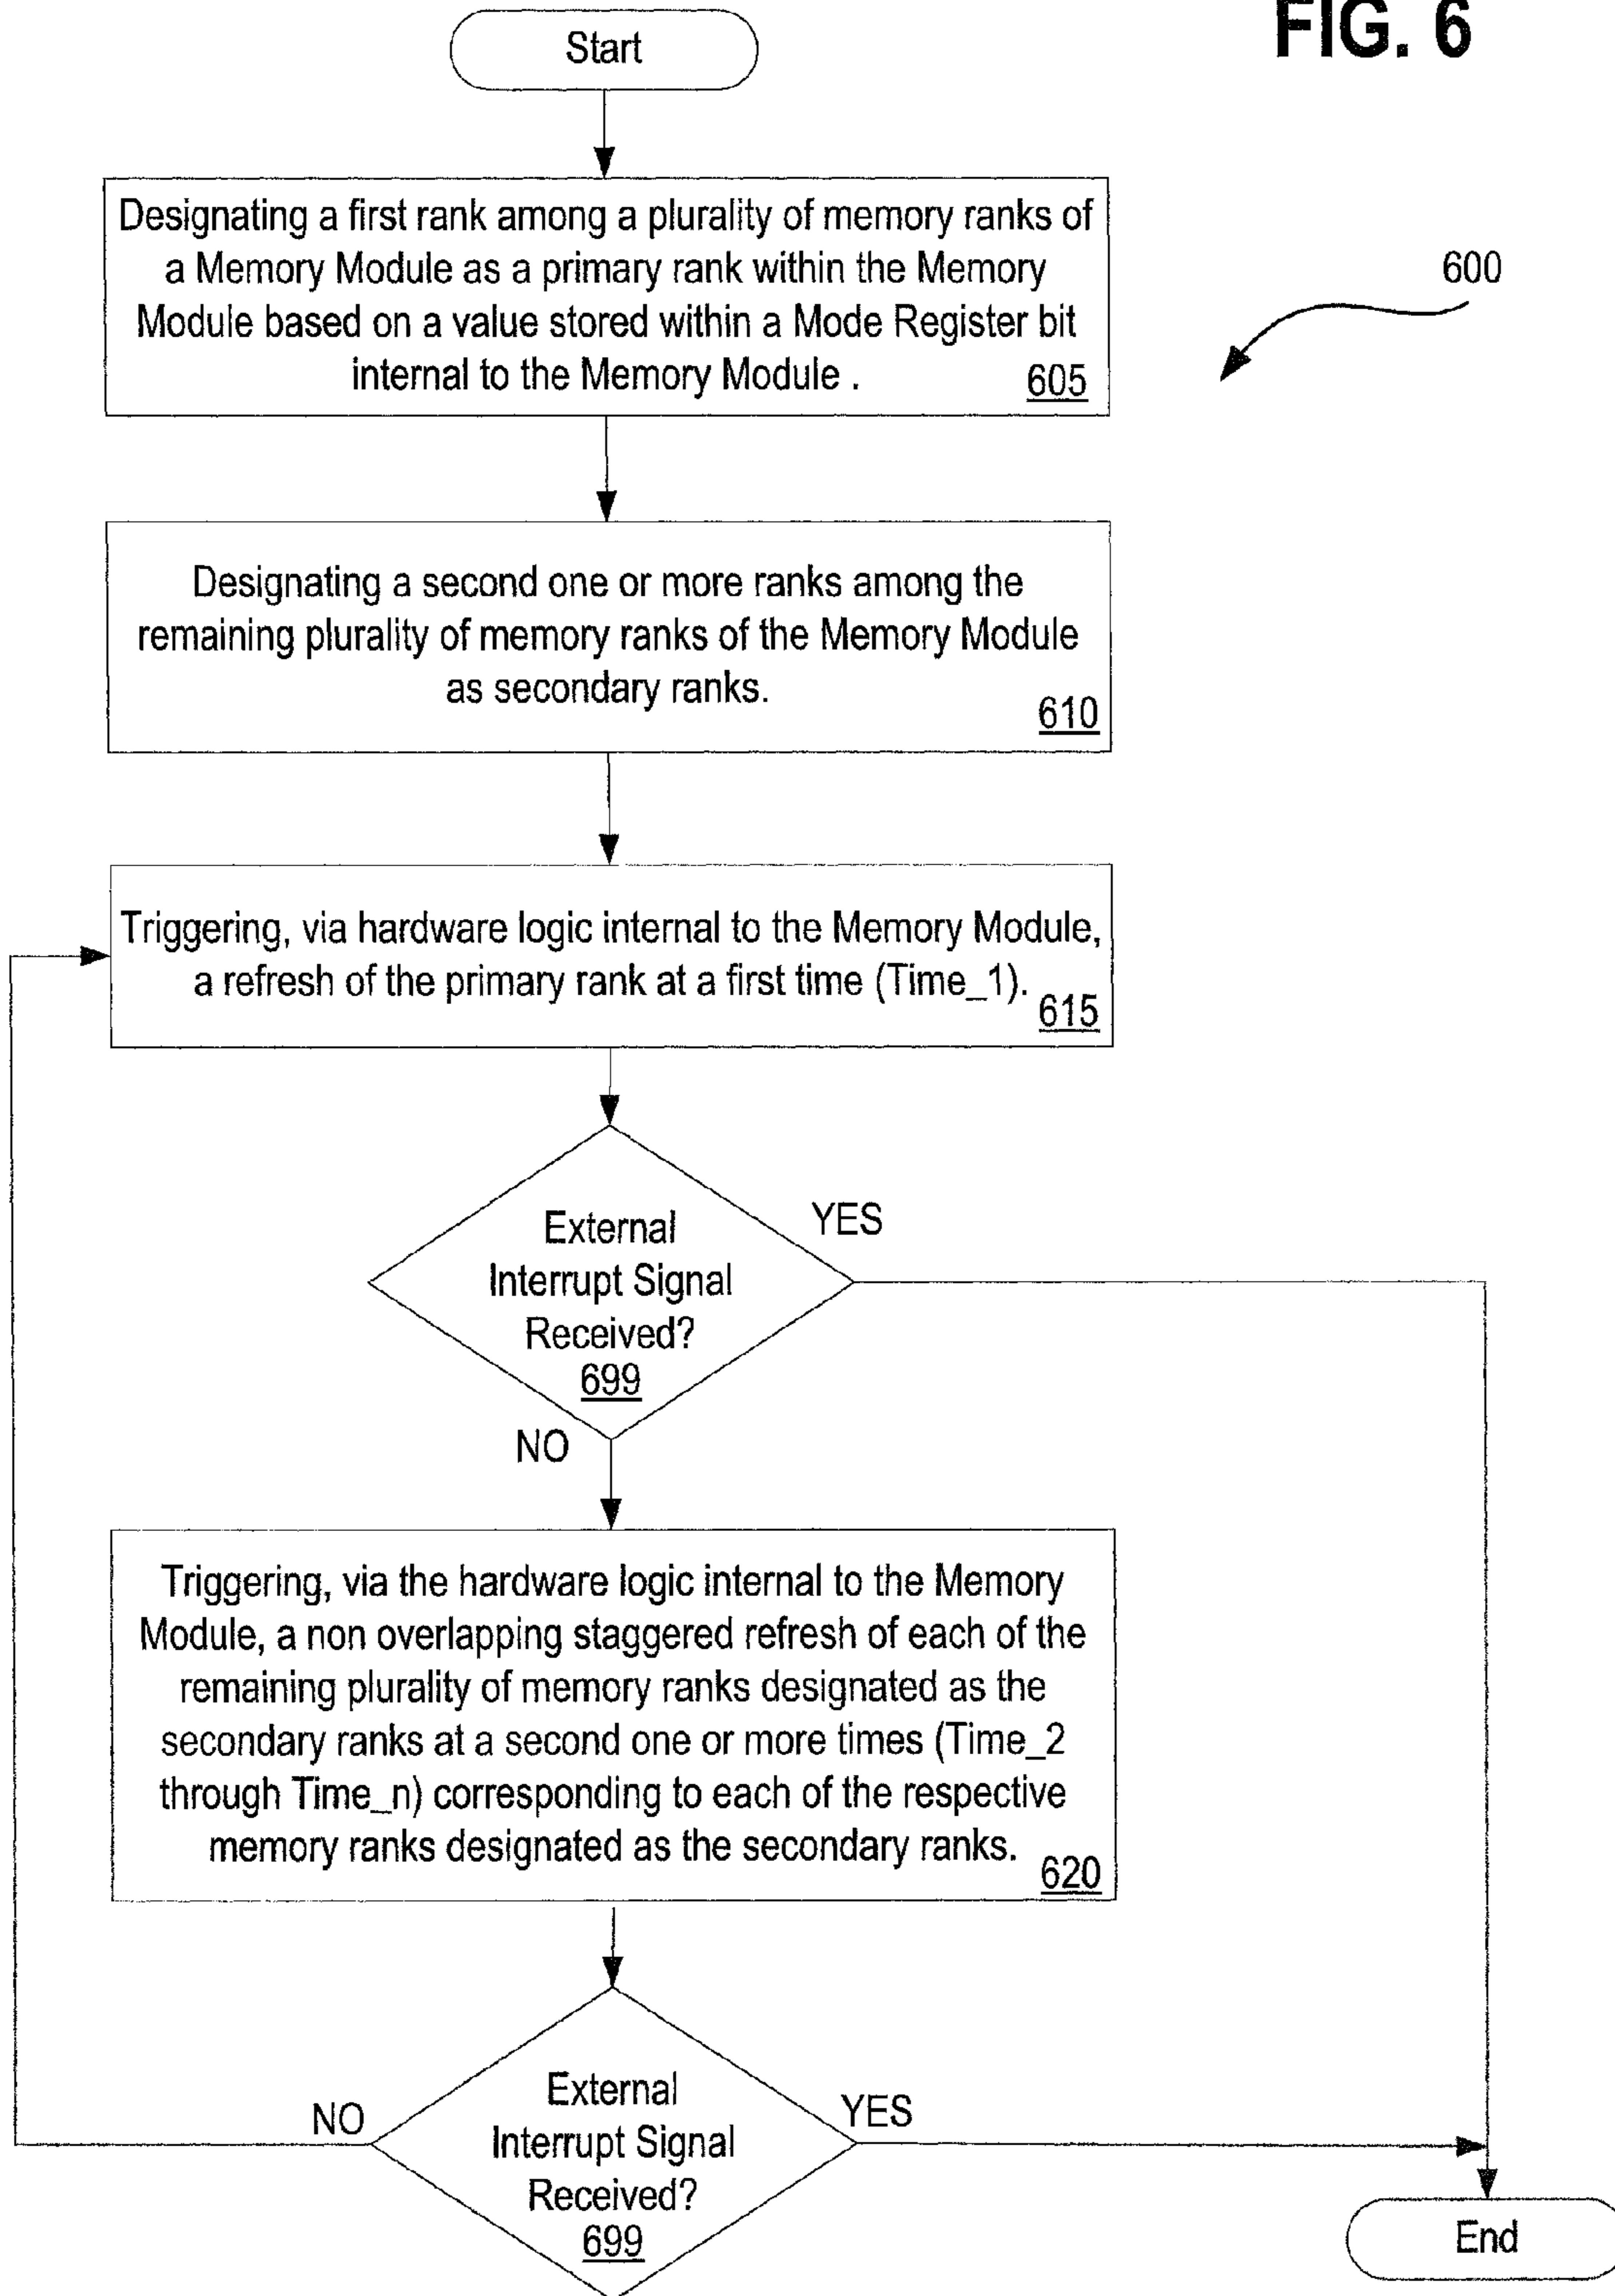 FIG. 6
Start
Designating a first rank among a plurality of memory ranks of
a Memory Module as a primary rank within the Memory
Module based on a value stored within a Mode Register bit
internal to the Memory Module .
605
600
Designating a second one or more ranks among the
remaining plurality of memory ranks of the Memory Module
as secondary ranks.
610
Triggering, via hardware logic internal to the Memory Module,
a refresh of the primary rank at a first time (Time_1).
615
External
Interrupt Signal
Received?
699
YES
NO
Triggering, via the hardware logic internal to the Memory
Module, a non overlapping staggered refresh of each of the
remaining plurality of memory ranks designated as the
secondary ranks at a second one or more times (Time_2
through Time_n) corresponding to each of the respective
memory ranks designated as the secondary ranks.
620
External
Interrupt Signal
Received?
699
NO
YES
End